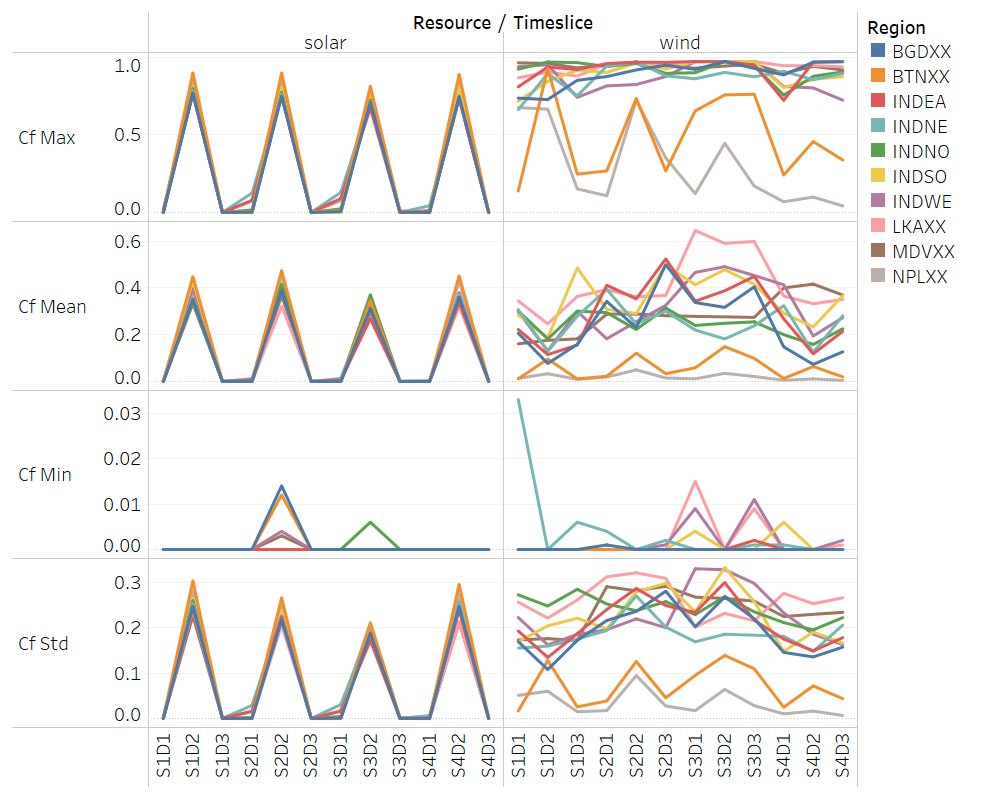 Resource / Timeslice
solar
wind
Region
BGDXX
BTNXX
INDEA
INDNE
INDNO
INDSO
INDWE
LKAXX
MDVXX
NPLXX
Cf Max
1.0
0.5
0.0
Cf Mean
0.6
0.4
0.2
0.0
Cf Min
0.03
0.02
0.01
0.00
Cf Std
0.3
0.2
0.1
0.0
S1D1
S1D2
S1D3
S2D1
S2D2
S2D3
S3D1
S3D2
S3D3
S4D1
S4D2
S4D3
S1D1
S1D2
S1D3
S2D1
S2D2
S2D3
S3D1
S3D2
S3D3
S4D1
S4D2
S4D3